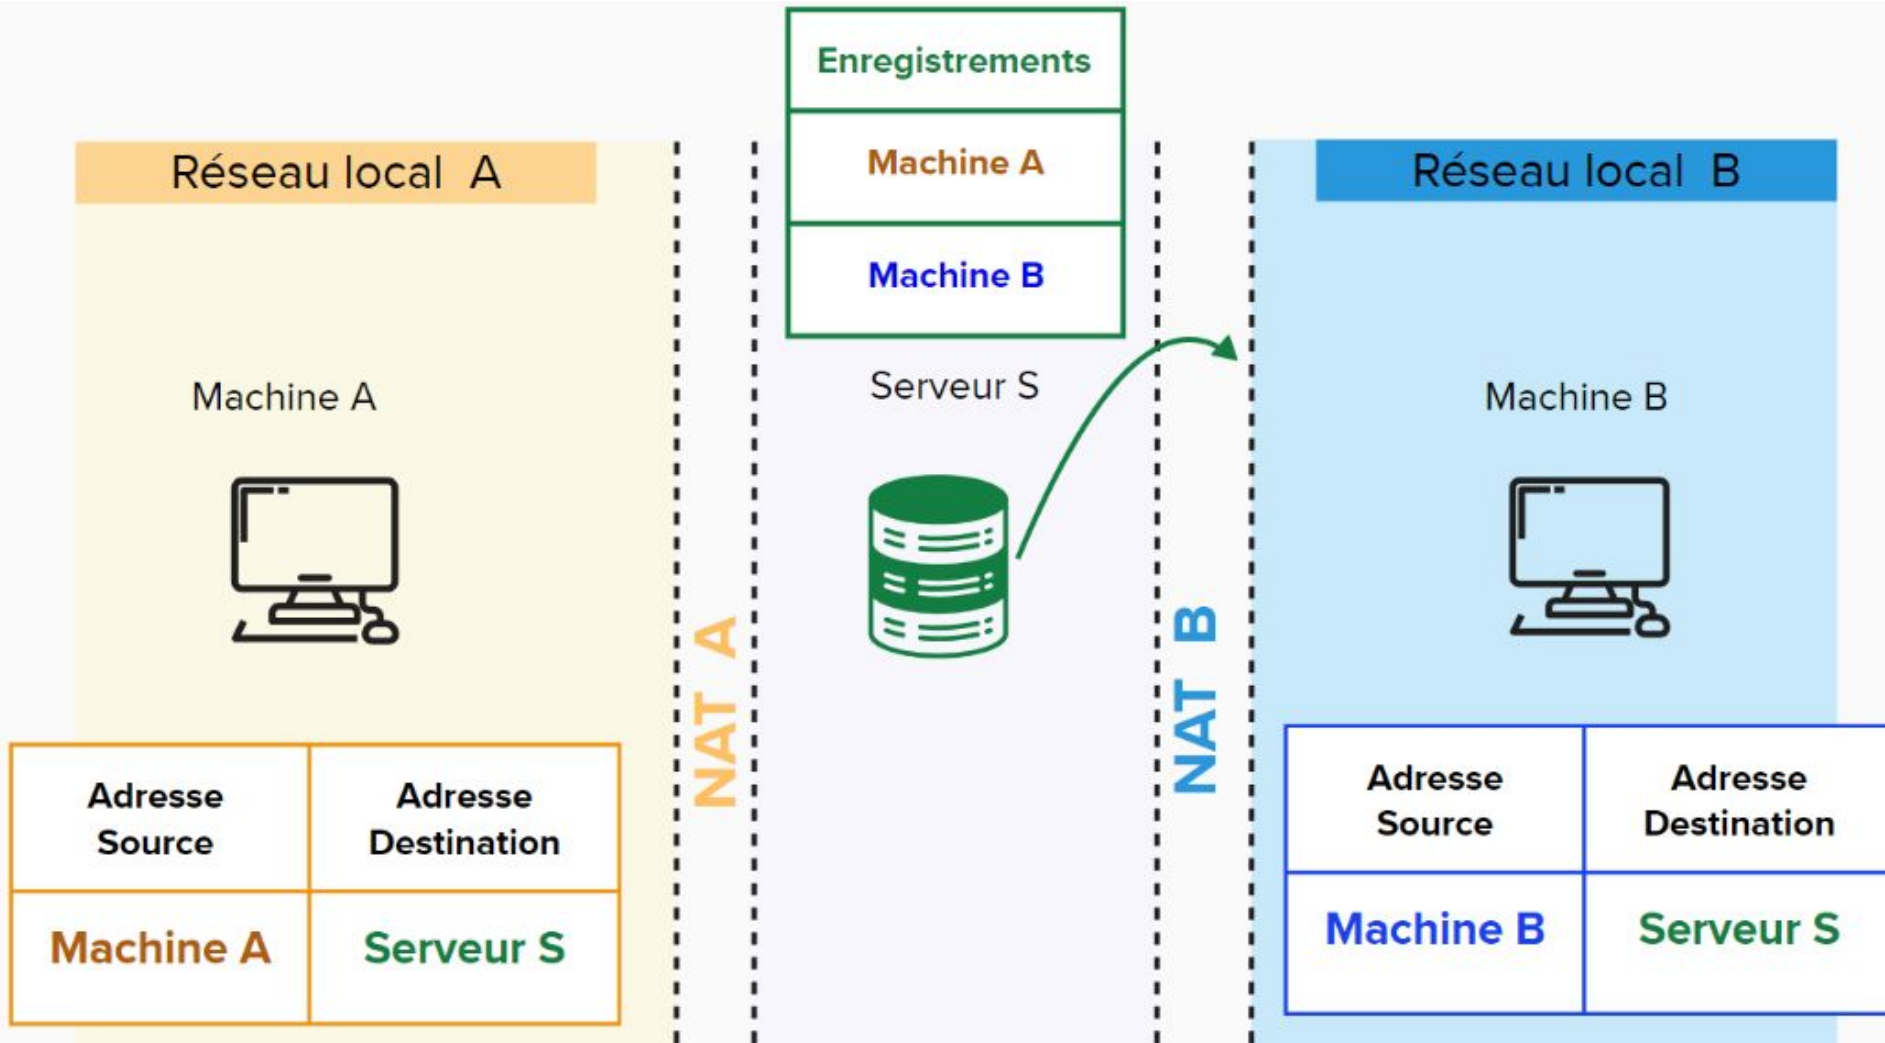 Enregistrements
Machine A
Machine B
Réseau local A
Réseau local B
Machine A
Serveur S
Machine B
NAT A
NAT B
Adresse
Source
Adresse
Destination
Machine A
Serveur S
Adresse
Source
Adresse
Destination
Machine B
Serveur S